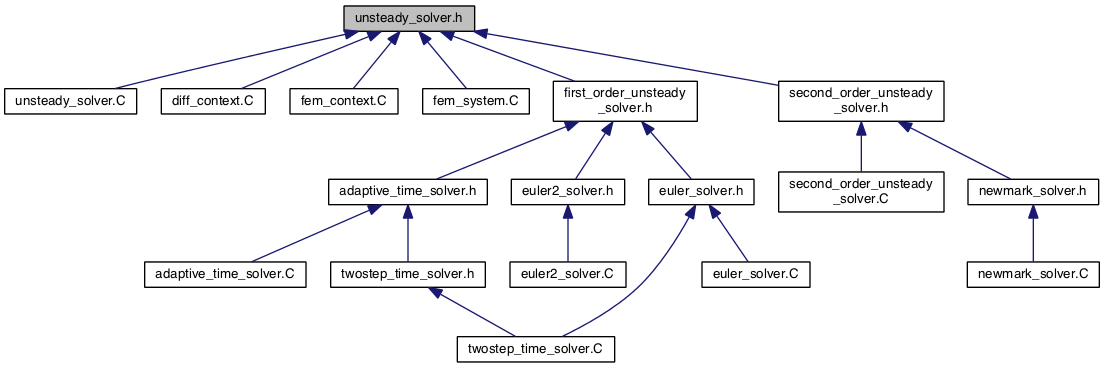 unsteady_solver.h
unsteady_solver.C
diff_context.C
fem_context.C
fem_system.C
first_order_unsteady
_solver.h
second_order_unsteady
_solver.h
adaptive_time_solver.h
euler2_solver.h
euler_solver.h
second_order_unsteady
_solver.C
newmark_solver.h
adaptive_time_solver.C
twostep_time_solver.h
euler2_solver.C
euler_solver.C
newmark_solver.C
twostep_time_solver.C